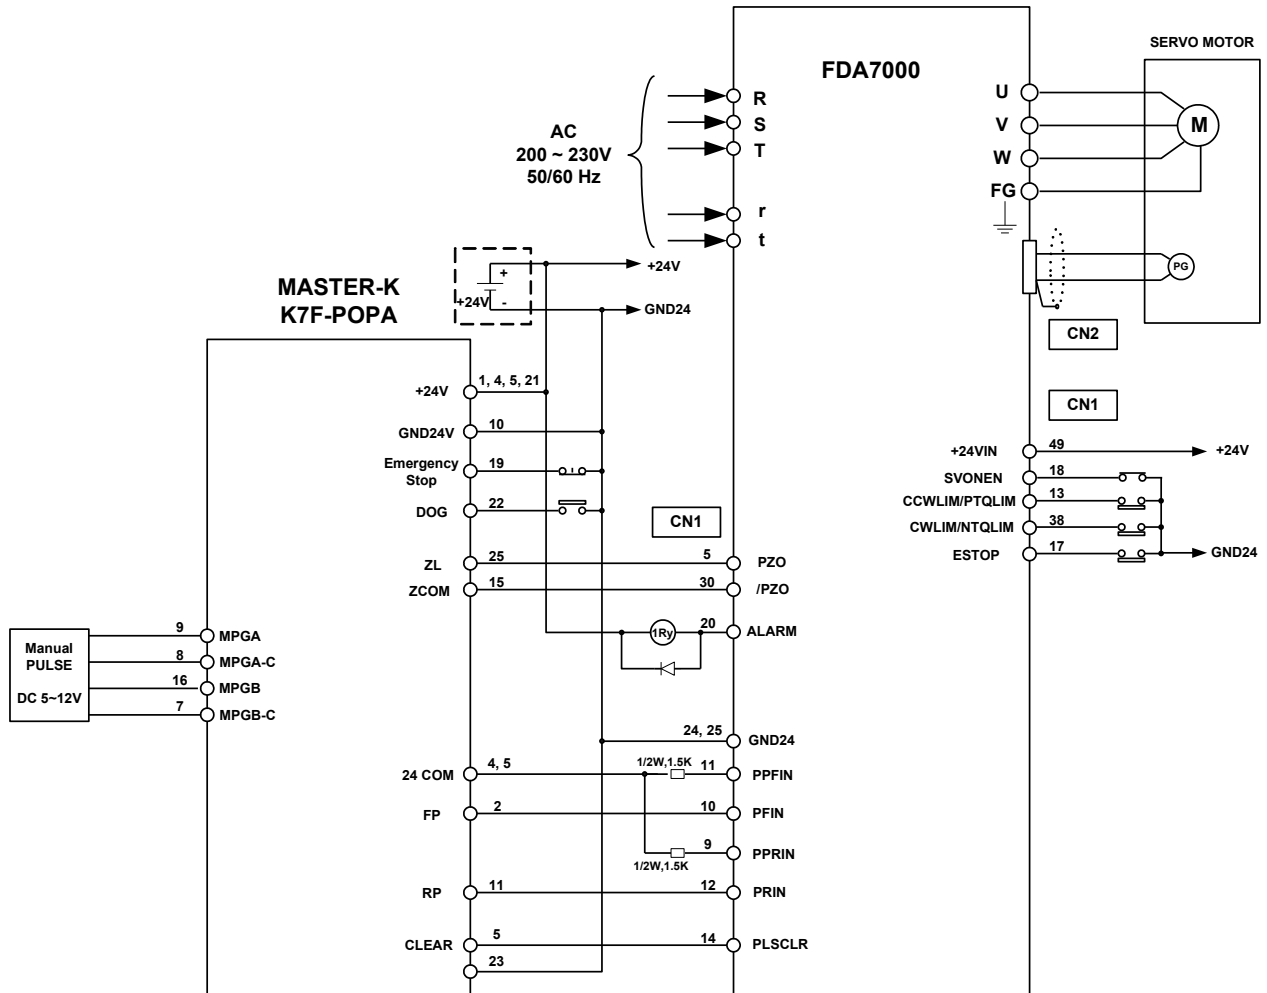 SERVO MOTOR
FDA7000
AC
200 ~ 230V
50/60 Hz
R
S
T
r
t
U
V
W
FG
M
PG
+24V
GND24
+
+24V
-
MASTER-K
K7F-POPA
CN2
CN1
+24V
1, 4, 5, 21
GND24V
10
Emergency
Stop
19
DOG
22
CN1
+24VIN
49
+24V
SVONEN
18
CCWLIM/PTQLIM
13
CWLIM/NTQLIM
38
ESTOP
17
GND24
ZL
25
5
PZO
ZCOM
15
30
/PZO
1Ry
20
ALARM
Manual
PULSE
DC 5~12V
9
MPGA
8
MPGA-C
16
MPGB
7
MPGB-C
24, 25
GND24
24 COM
4, 5
1/2W,1.5K
11
PPFIN
FP
2
10
PFIN
9
PPRIN
1/2W,1.5K
RP
11
12
PRIN
CLEAR
5
14
PLSCLR
23